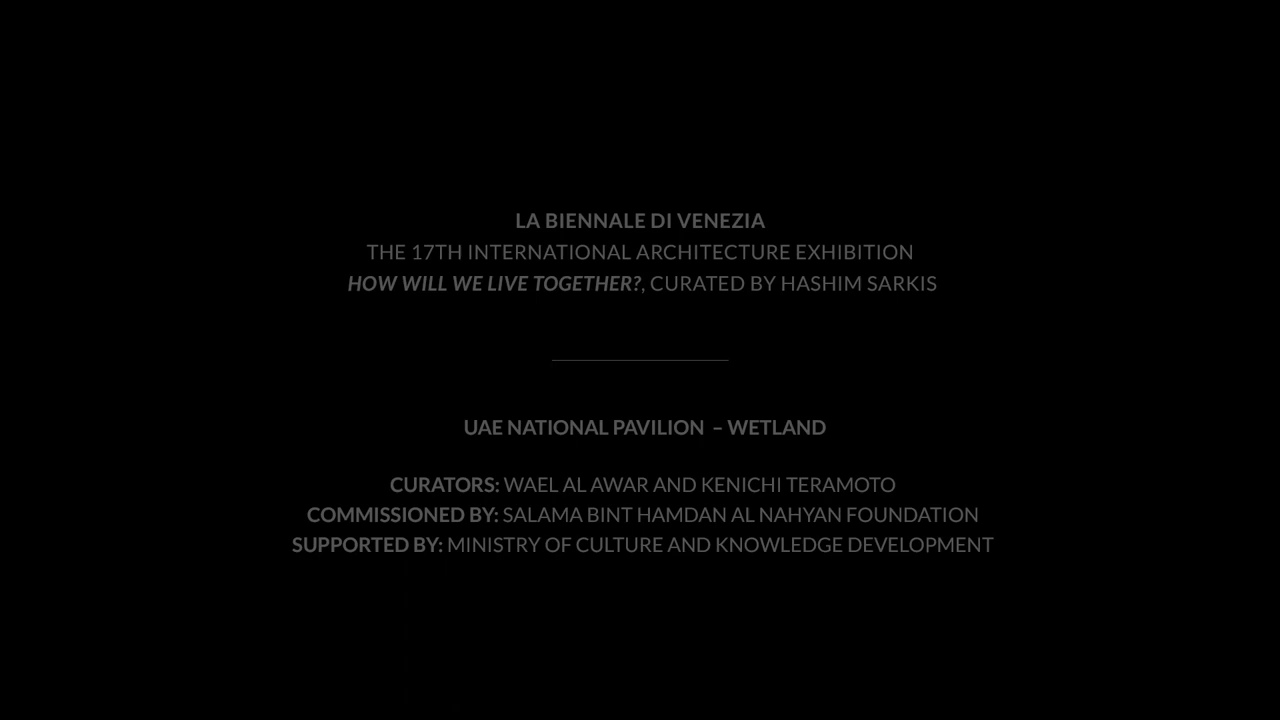 LA BIENNALE DI VENEZIA
THE 17TH INTERNATIONAL ARCHITECTURE EXHIBITION
HOW WILL WE LIVE TOGETHER?, CURATED BY HASHIM SARKIS
UAE NATIONAL PAVILION – WETLAND
CURATORS: WAEL AL AWAR AND KENICHI TERAMOTO
COMMISSIONED BY: SALAMA BINT HAMDAN AL NAHYAN FOUNDATION
SUPPORTED BY: MINISTRY OF CULTURE AND KNOWLEDGE DEVELOPMENT